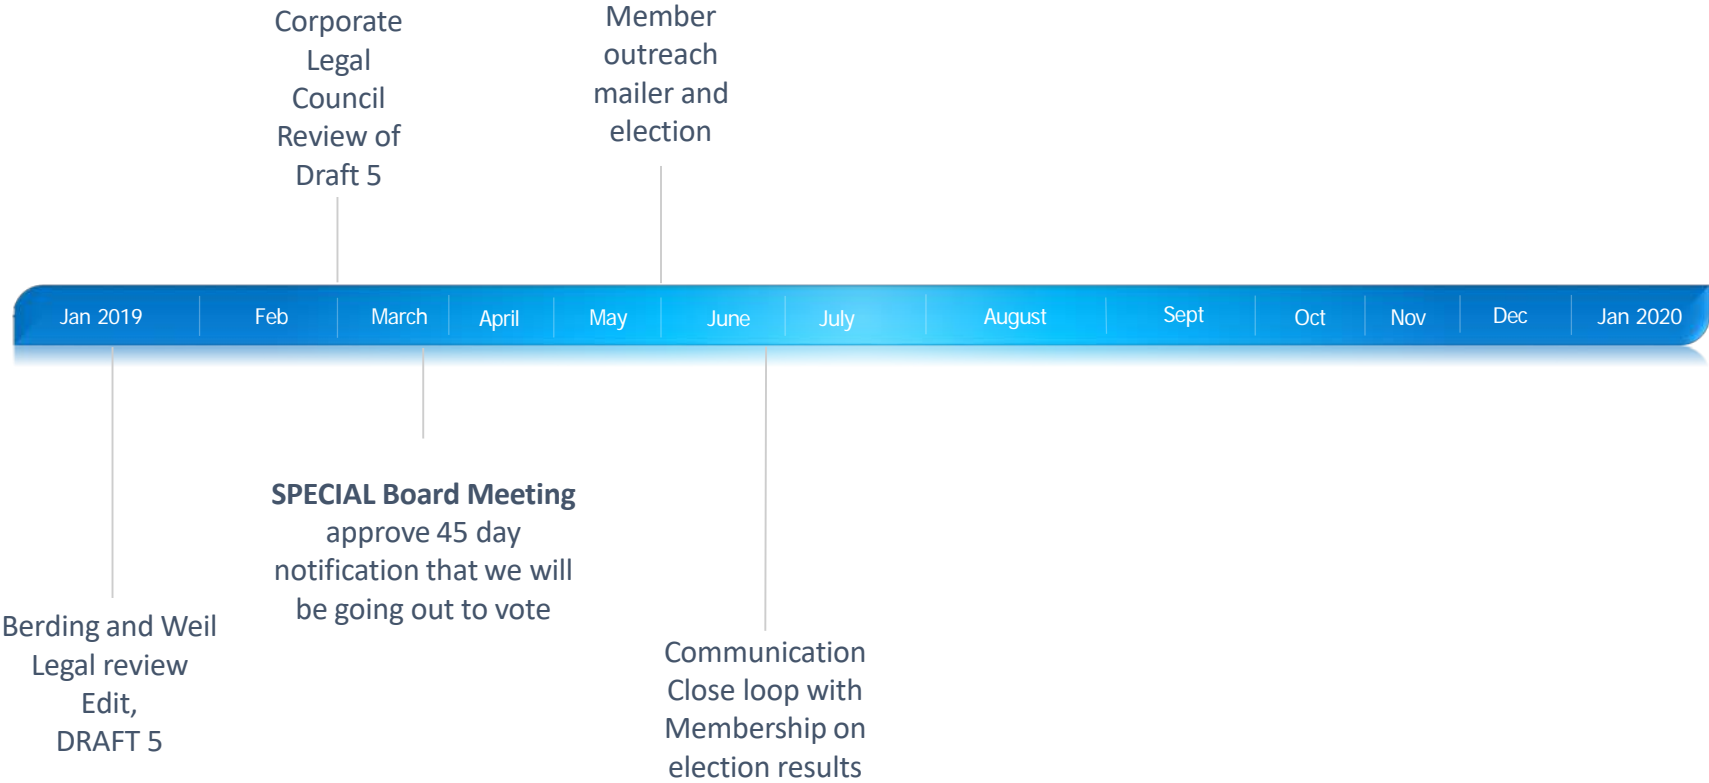 Corporate
Legal
Council
Review of
Draft 5
Member
outreach
mailer and
election
Jan 2019
Feb
March
April
May
June
July
August
Sept
Oct
Nov
Dec
Jan 2020
SPECIAL Board Meeting
approve 45 day
notification that we will
be going out to vote
Berding and Weil
Legal review
Edit,
DRAFT 5
Communication
Close loop with
Membership on
election results